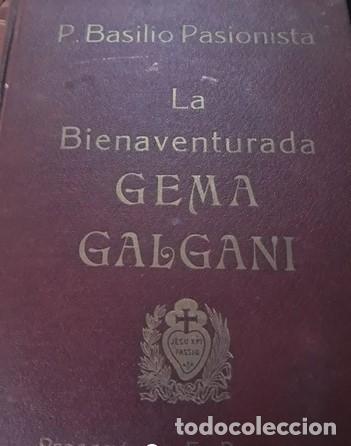 P. Basilio Pasionista
La
Bienaventurada
GEMA
GALGANI
JESU XPI
PASSIO
todocoleccion